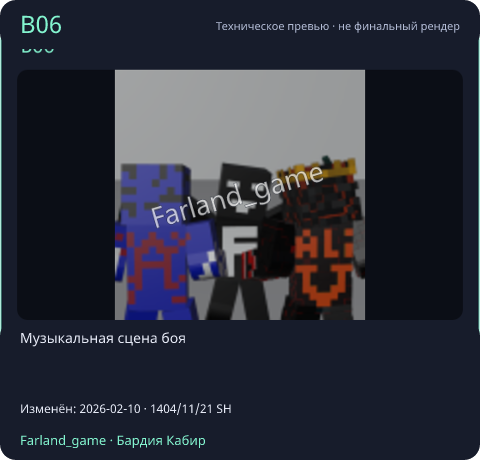 B06
Техническое превью · не финальный рендер
Farland_game
F
ALI
V
Музыкальная сцена боя
Изменён: 2026-02-10 · 1404/11/21 SH
Farland_game · Бардия Кабир